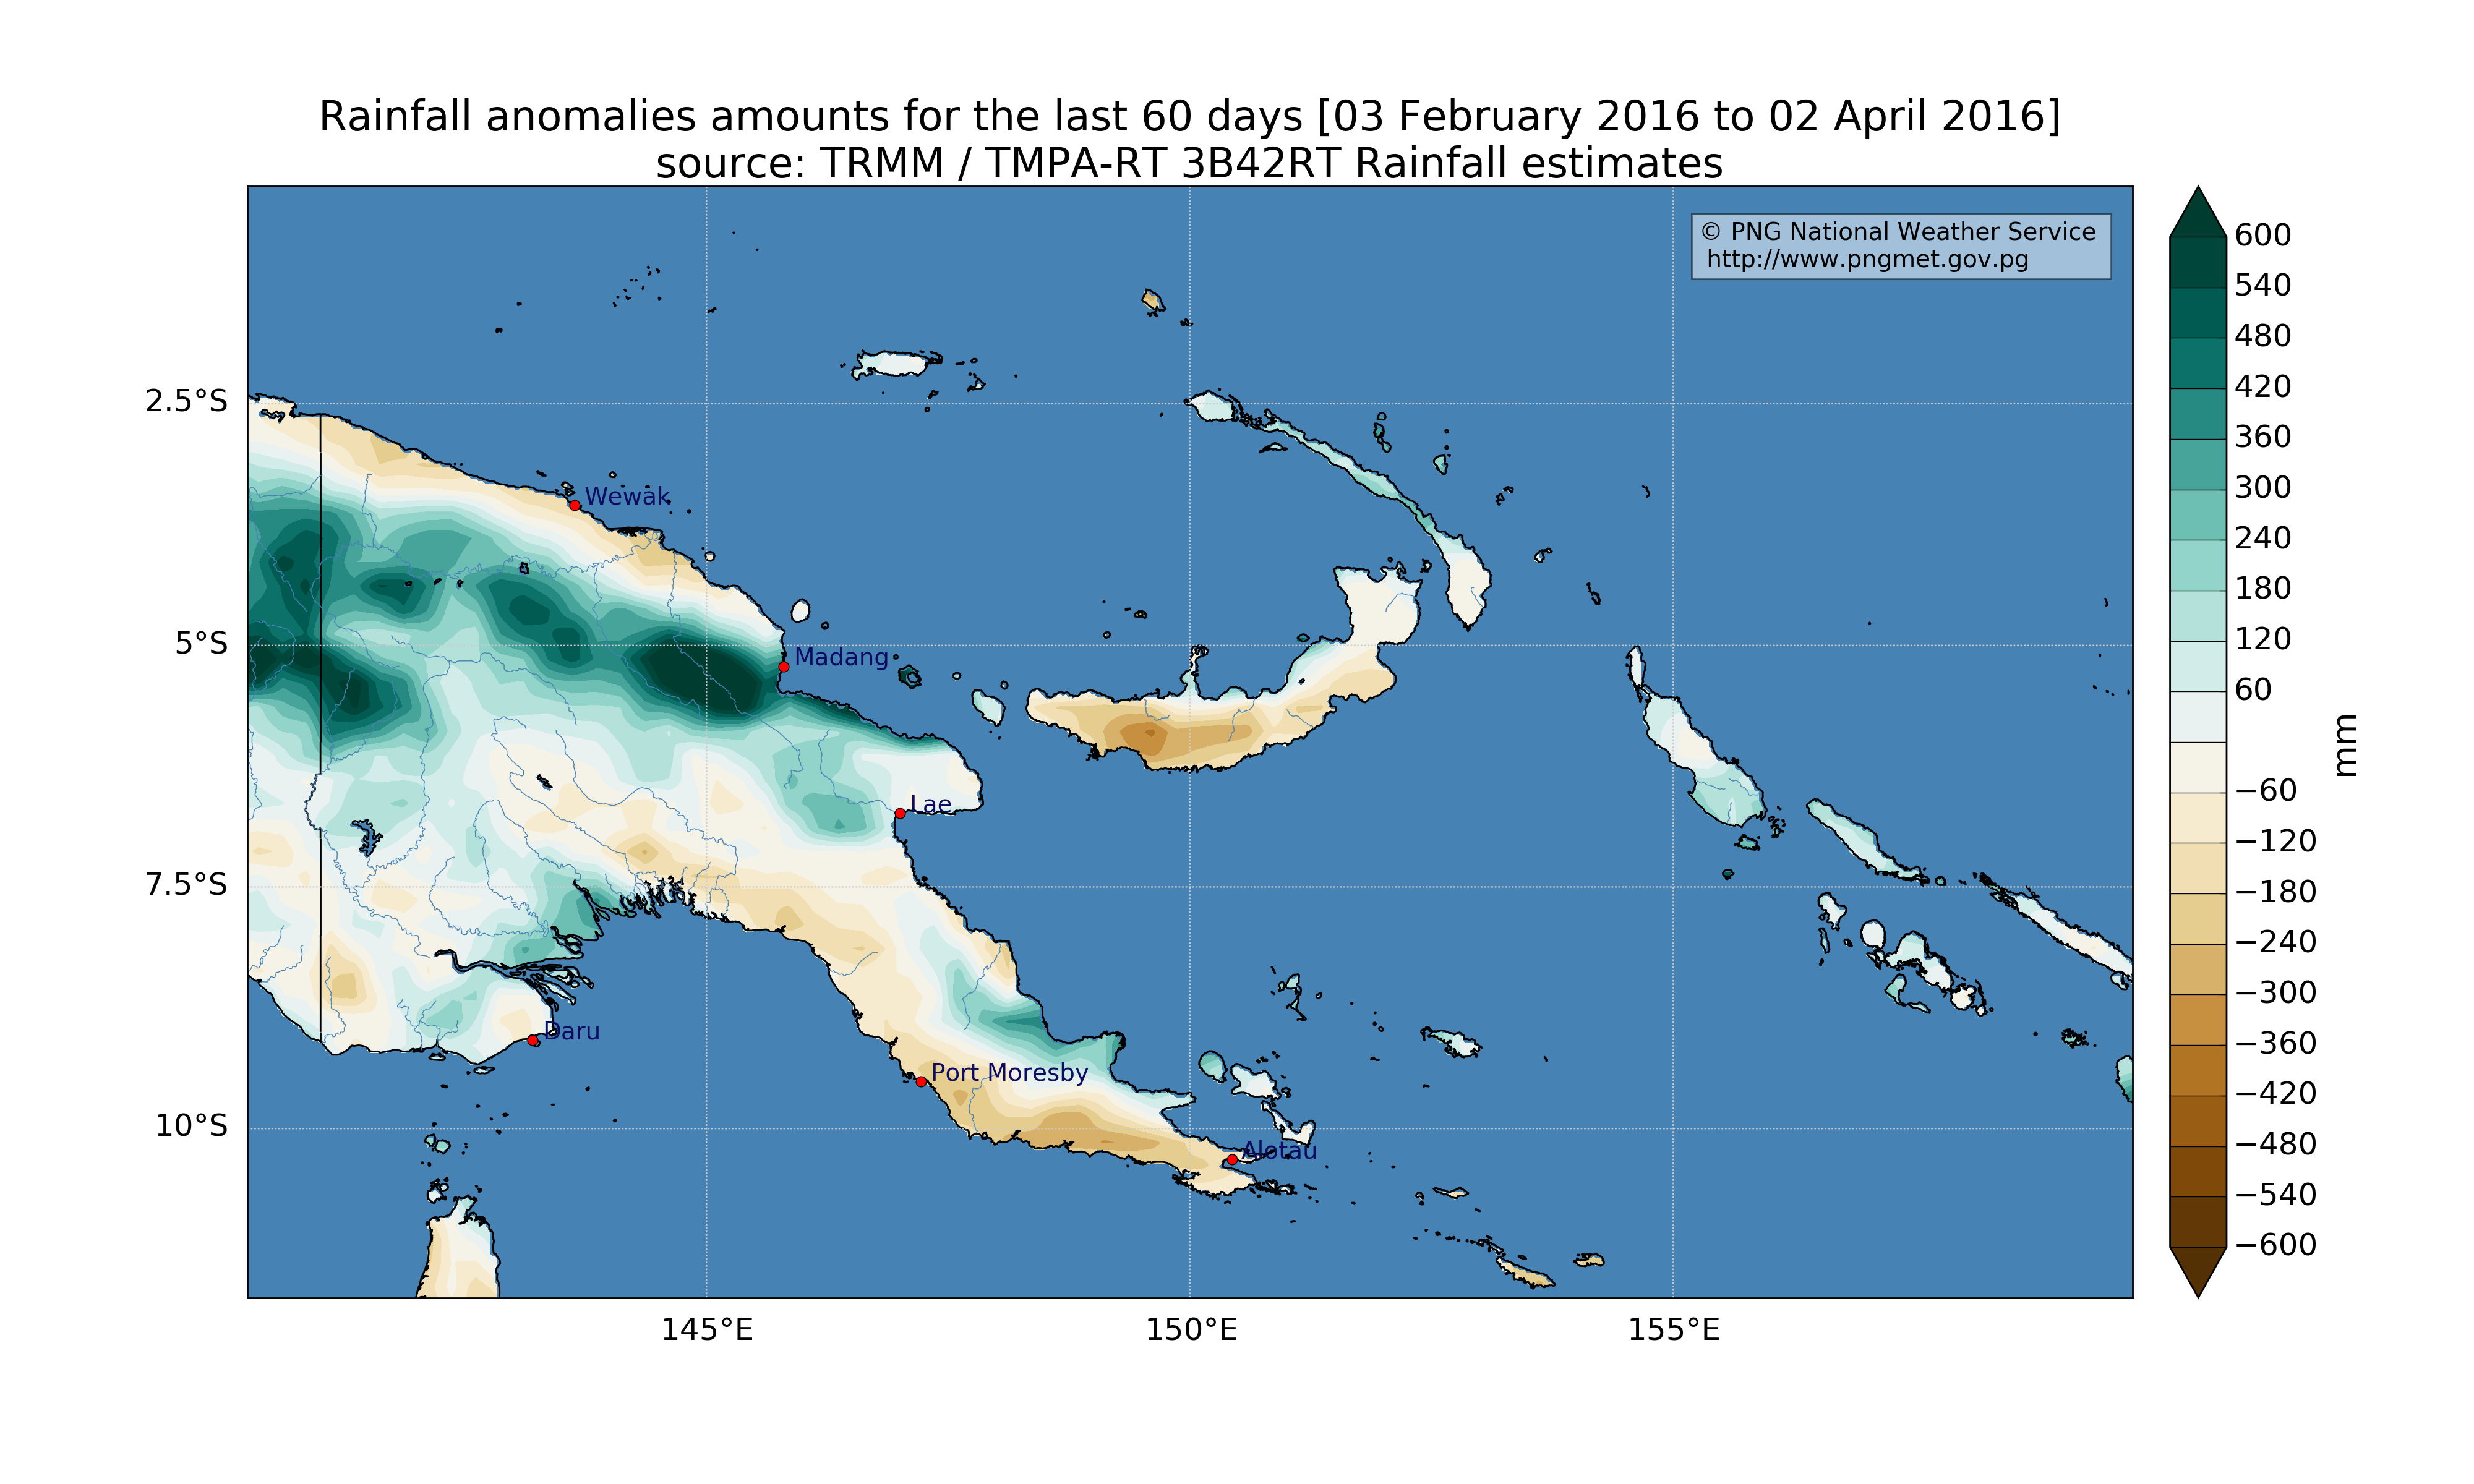 Rainfall anomalies amounts for the last 60 days [03 February 2016 to 02 April 2016]
source: TRMM / TMPA-RT 3B42RT Rainfall estimates
© PNG National Weather Service
http://www.pngmet.gov.pg
2.5°S
5°S
7.5°S
10°S
145°E
150°E
155°E
Wewak
Madang
Lae
Daru
Port Moresby
Alotau
600
540
480
420
360
300
240
180
120
60
−60
−120
−180
−240
−300
−360
−420
−480
−540
−600
mm